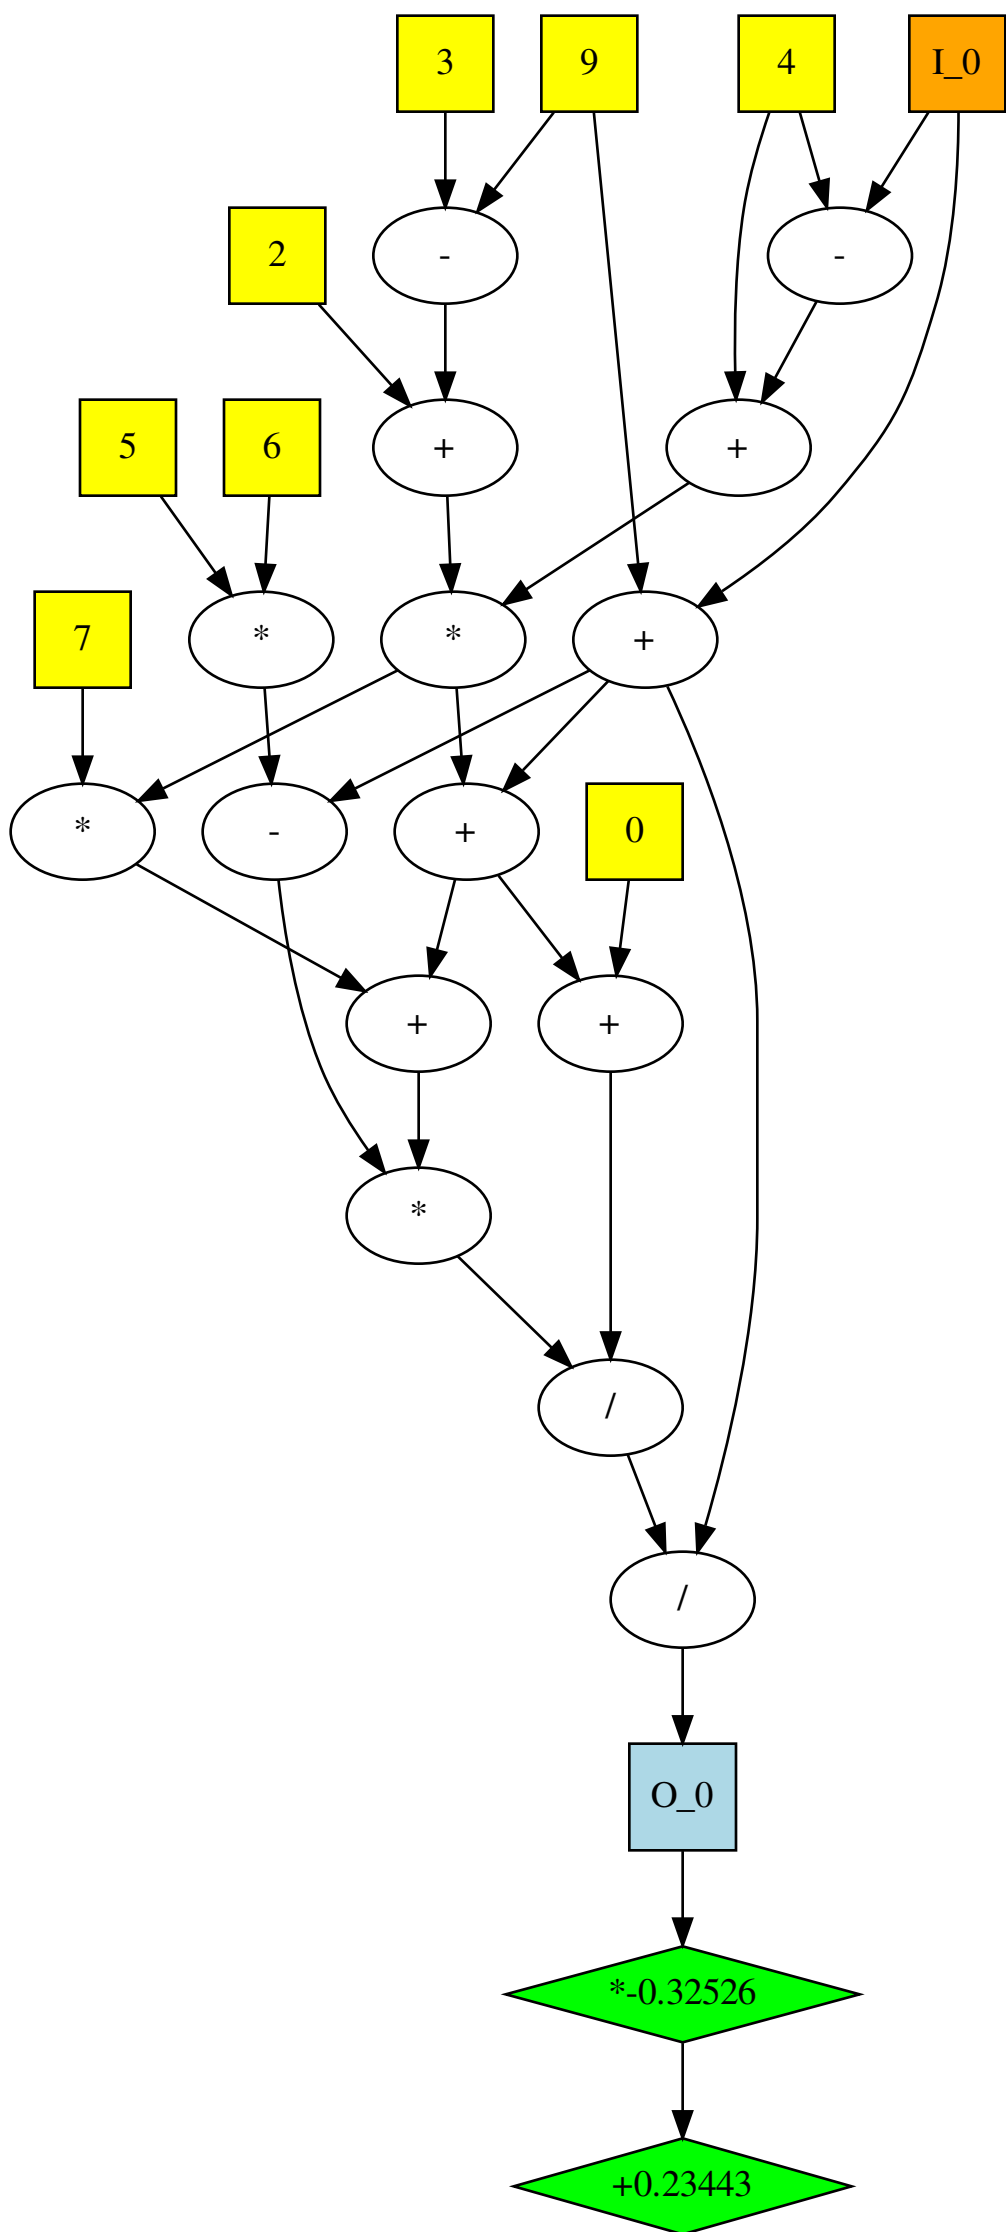 3 9 4 I_0
2 - -
5 6 + +
7 * * +
* - + 0
+ +
*
/
/
O_0
*-0.32526
+0.23443